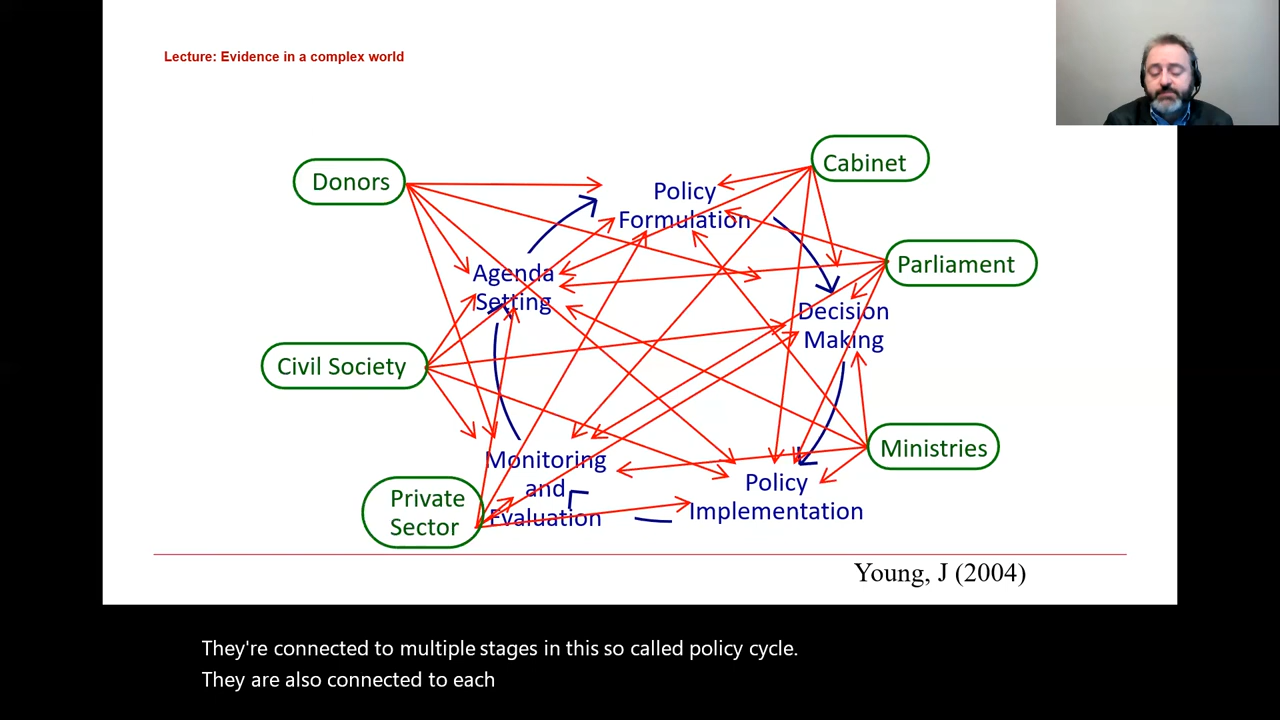 Lecture: Evidence in a complex world
Donors
Cabinet
Policy
Formulation
Parliament
Agenda
Setting
Decision
Making
Civil Society
Ministries
Monitoring
and
Evaluation
Policy
Implementation
Private
Sector
Young, J (2004)
They're connected to multiple stages in this so called policy cycle.
They are also connected to each